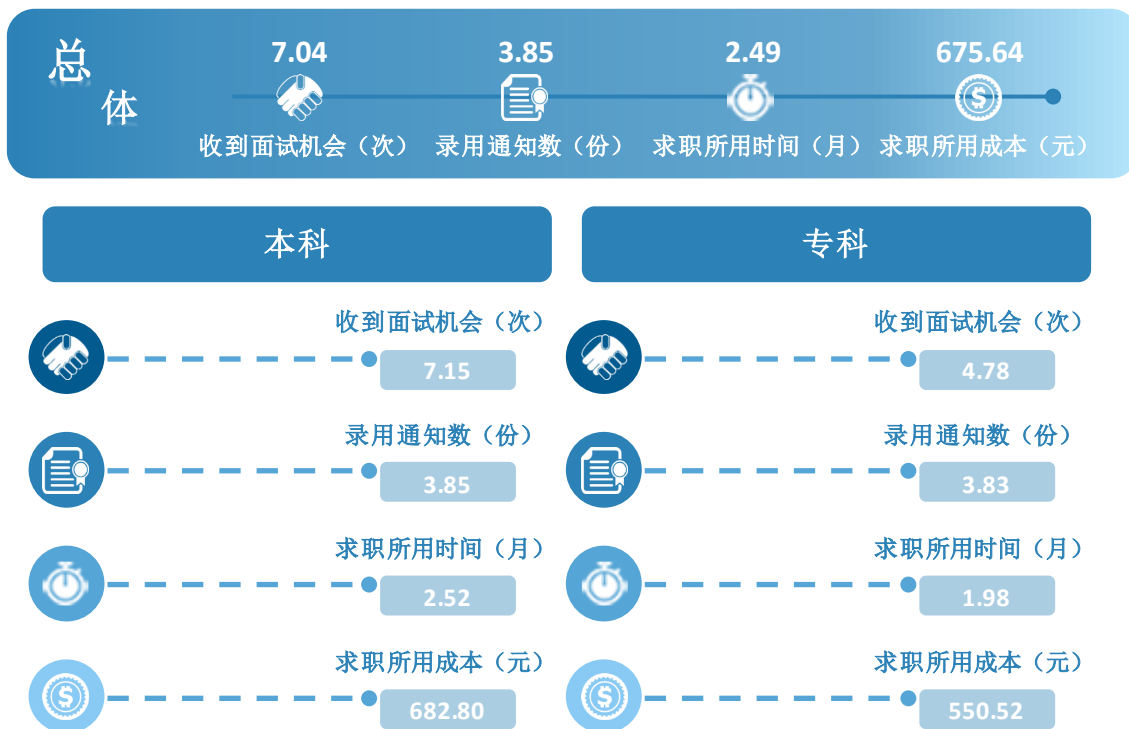 总体
7.04 3.85 2.49 675.64
收到面试机会（次） 录用通知数（份） 求职所用时间（月） 求职所用成本（元）
本科
收到面试机会（次）
7.15
录用通知数（份）
3.85
求职所用时间（月）
2.52
求职所用成本（元）
682.80
专科
收到面试机会（次）
4.78
录用通知数（份）
3.83
求职所用时间（月）
1.98
求职所用成本（元）
550.52